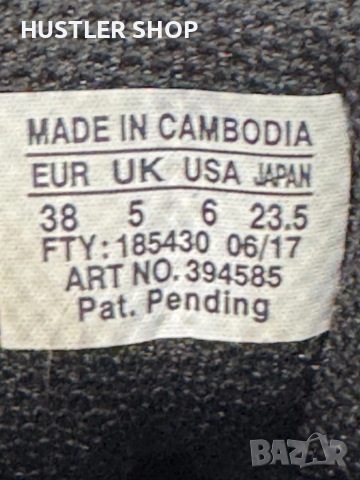 HUSTLER SHOP
MADE IN CAMBODIA
EUR UK USA JAPAN
38 5 6 23.5
FTY: 185430 06/17
ART NO. 394585
Pat. Pending
BAZAR